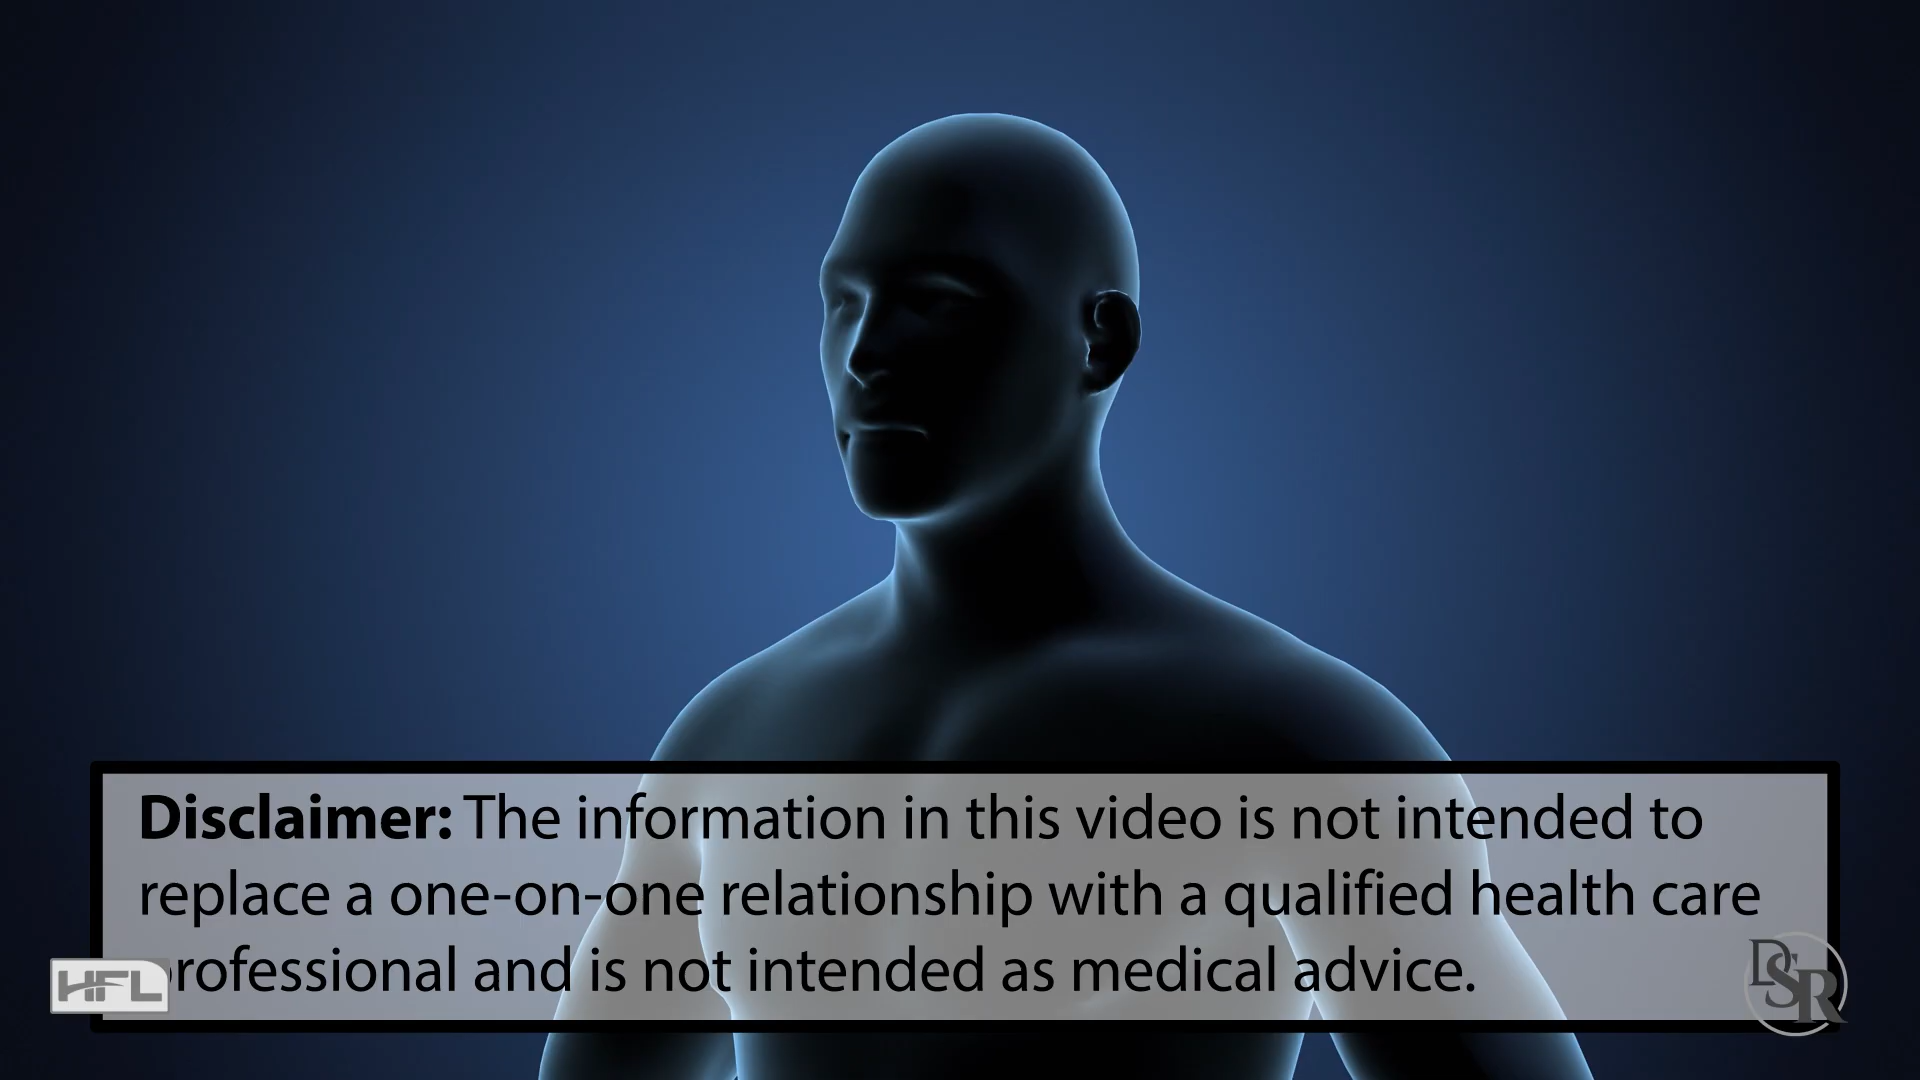 Disclaimer: The information in this video is not intended to
replace a one-on-one relationship with a qualified health care
professional and is not intended as medical advice.
HFL
DSR